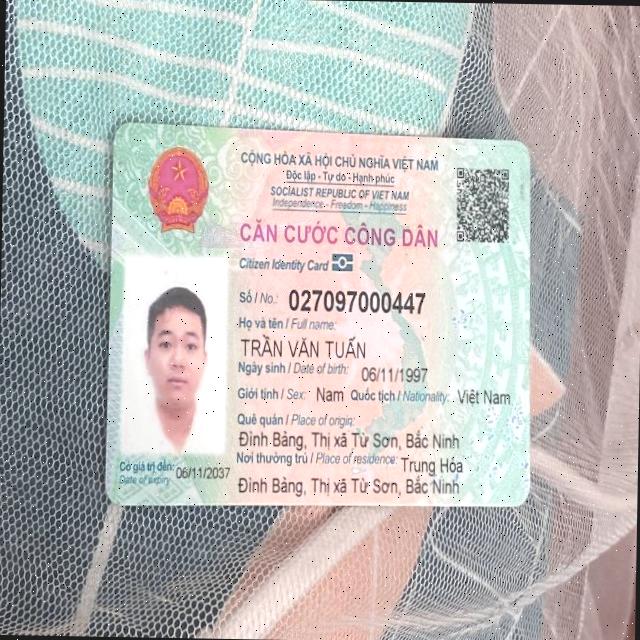 CỘNG HÒA XÃ HỘI CHỦ NGHĨA VIỆT NAM
Độc lập - Tự do - Hạnh phúc
SOCIALIST REPUBLIC OF VIET NAM
Independence - Freedom - Happiness
CĂN CƯỚC CÔNG DÂN
Citizen Identity Card
Số / No.: 027097000447
Họ và tên / Full name:
TRẦN VĂN TUẤN
Ngày sinh / Date of birth: 06/11/1997
Giới tính / Sex: Nam Quốc tịch / Nationality: Việt Nam
Quê quán / Place of origin:
Đình Bảng, Thị xã Từ Sơn, Bắc Ninh
Nơi thường trú / Place of residence: Trung Hóa
Đình Bảng, Thị xã Từ Sơn, Bắc Ninh
Có giá trị đến: 06/11/2037
Date of expiry